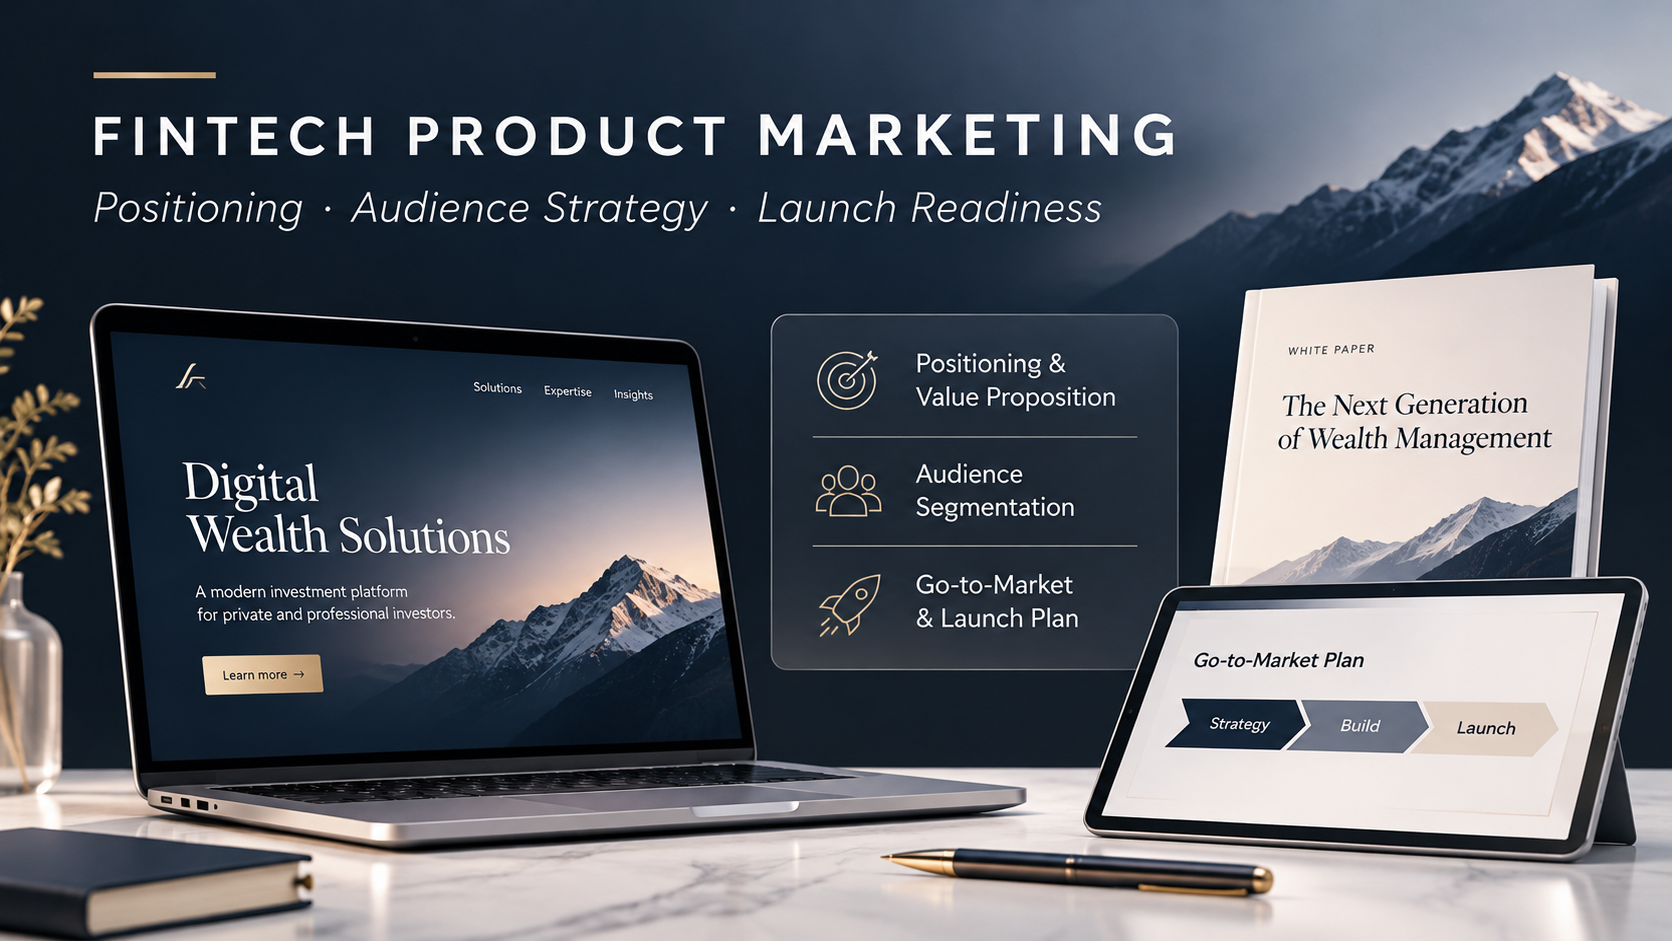 FINTECH PRODUCT MARKETING
Positioning · Audience Strategy · Launch Readiness
Solutions Expertise Insights
Digital
Wealth Solutions
A modern investment platform
for private and professional investors.
Learn more →
Positioning &
Value Proposition
Audience
Segmentation
Go-to-Market
& Launch Plan
WHITE PAPER
The Next Generation
of Wealth Management
Go-to-Market Plan
Strategy Build Launch